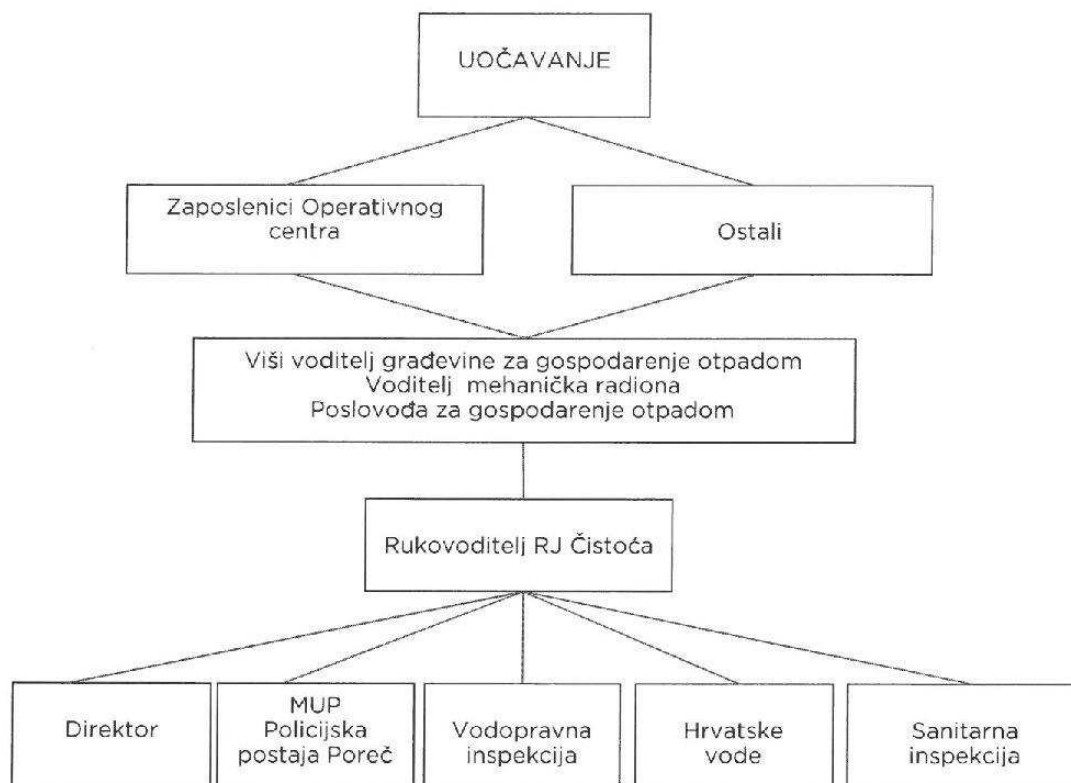 UOČAVANJE
Zaposlenici Operativnog
centra
Ostali
Viši voditelj građevine za gospodarenje otpadom
Voditelj mehanička radiona
Poslovođa za gospodarenje otpadom
Rukovoditelj RJ Čistoća
Direktor
MUP
Policijska
postaja Poreč
Vodopravna
inspekcija
Hrvatske
vode
Sanitarna
inspekcija